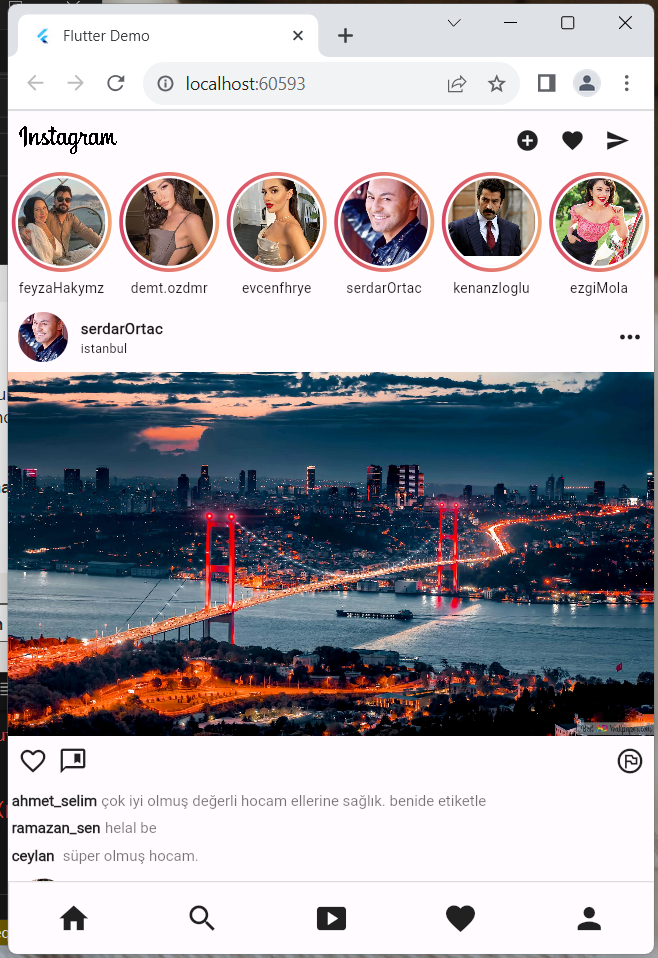 Flutter Demo
localhost:60593
Instagram
feyzaHakymz
demt.ozdmr
evcenfhrye
serdarOrtac
kenanzloglu
ezgiMola
serdarOrtac
istanbul
ahmet_selim çok iyi olmuş değerli hocam ellerine sağlık. benide etiketle
ramazan_sen helal be
ceylan süper olmuş hocam.